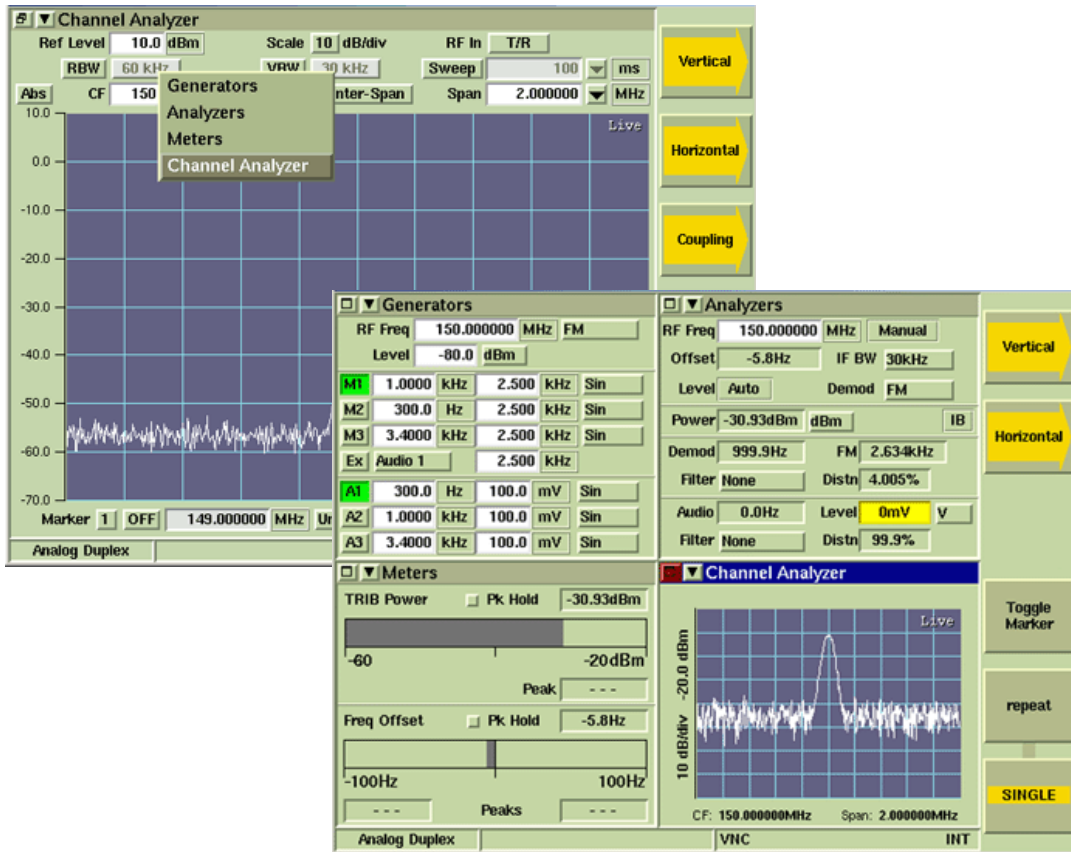 Channel Analyzer
Ref Level 10.0 dBm Scale 10 dB/div RF In T/R
RBW 60 kHz VBW 30 kHz Sweep 100 ms
Abs CF 150 nter-Span Span 2.000000 MHz
Generators
Analyzers
Meters
Channel Analyzer
Live
10.0
0.0
-10.0
-20.0
-30.0
-40.0
-50.0
-60.0
-70.0
Marker 1 OFF 149.000000 MHz Un
Analog Duplex
Vertical
Horizontal
Coupling
Generators
RF Freq 150.000000 MHz FM
Level -80.0 dBm
M1 1.0000 kHz 2.500 kHz Sin
M2 300.0 Hz 2.500 kHz Sin
M3 3.4000 kHz 2.500 kHz Sin
Ex Audio 1 2.500 kHz
A1 300.0 Hz 100.0 mV Sin
A2 1.0000 kHz 100.0 mV Sin
A3 3.4000 kHz 100.0 mV Sin
Analyzers
RF Freq 150.000000 MHz Manual
Offset -5.8Hz IF BW 30kHz
Level Auto Demod FM
Power -30.93dBm dBm IB
Demod 999.9Hz FM 2.634kHz
Filter None Distn 4.005%
Audio 0.0Hz Level 0mV V
Filter None Distn 99.9%
Meters
TRIB Power Pk Hold -30.93dBm
-60 -20dBm
Peak - - -
Freq Offset Pk Hold -5.8Hz
-100Hz 100Hz
- - - Peaks - - -
Channel Analyzer
Live
10 dB/div -20.0 dBm
CF: 150.000000MHz Span: 2.000000MHz
Analog Duplex VNC INT
Vertical
Horizontal
Toggle
Marker
repeat
SINGLE